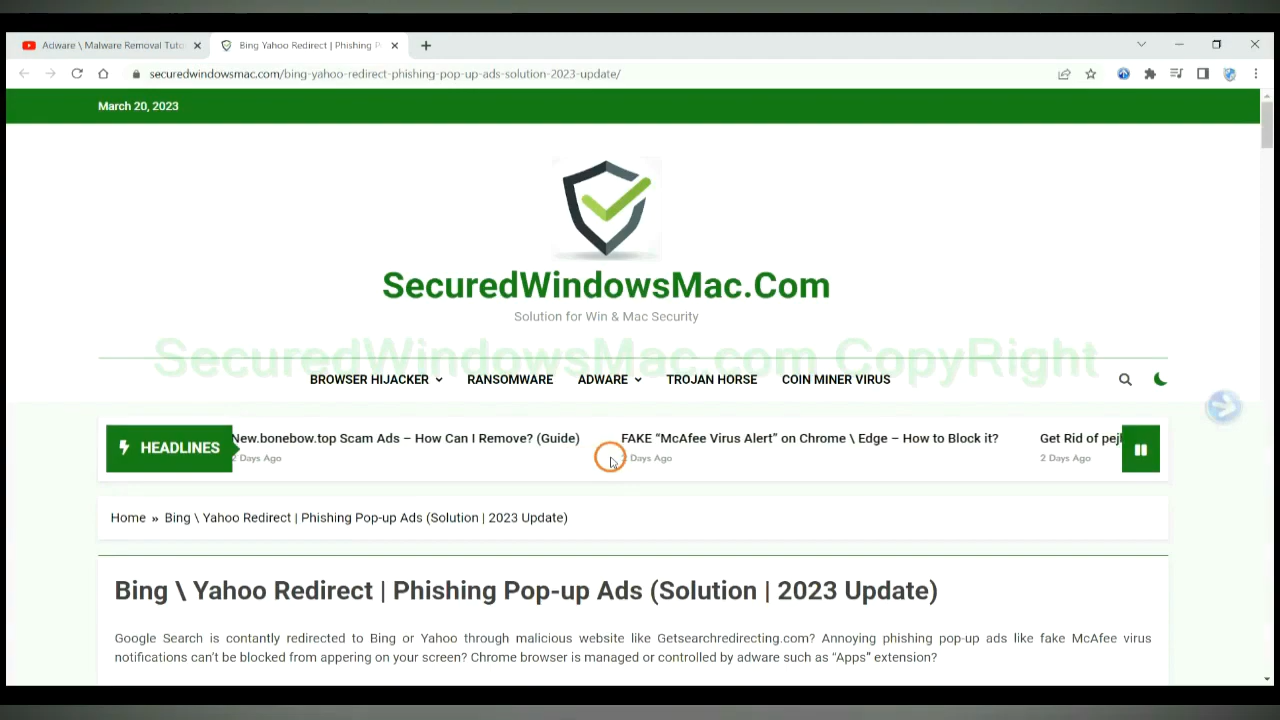 Adware \ Malware Removal Tuto
Bing Yahoo Redirect | Phishing P
securedwindowsmac.com/bing-yahoo-redirect-phishing-pop-up-ads-solution-2023-update/
March 20, 2023
SecuredWindowsMac.Com
Solution for Win & Mac Security
SecuredWindowsMac.com CopyRight
BROWSER HIJACKER RANSOMWARE ADWARE TROJAN HORSE COIN MINER VIRUS
HEADLINES
New.bonebow.top Scam Ads – How Can I Remove? (Guide)
2 Days Ago
FAKE “McAfee Virus Alert” on Chrome \ Edge – How to Block it?
2 Days Ago
Get Rid of pejl
2 Days Ago
Home » Bing \ Yahoo Redirect | Phishing Pop-up Ads (Solution | 2023 Update)
Bing \ Yahoo Redirect | Phishing Pop-up Ads (Solution | 2023 Update)
Google Search is contantly redirected to Bing or Yahoo through malicious website like Getsearchredirecting.com? Annoying phishing pop-up ads like fake McAfee virus
notifications can’t be blocked from appering on your screen? Chrome browser is managed or controlled by adware such as “Apps” extension?